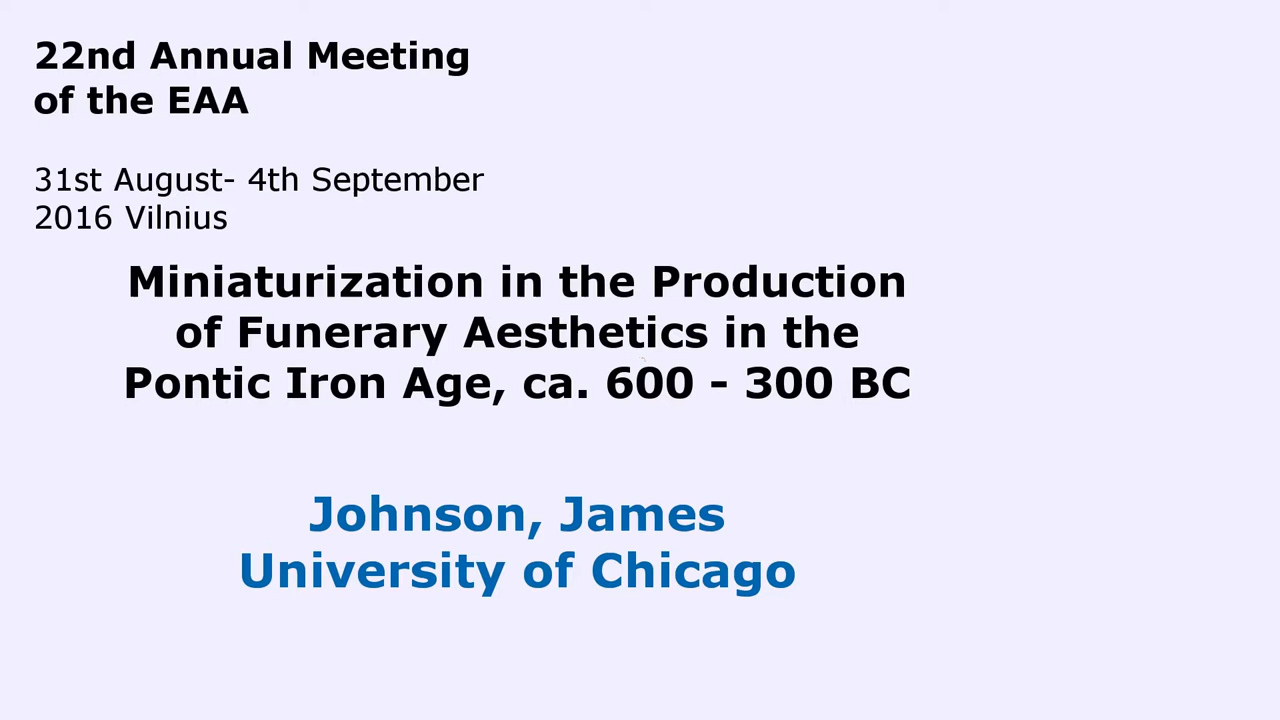 22nd Annual Meeting
of the EAA
31st August- 4th September
2016 Vilnius
Miniaturization in the Production
of Funerary Aesthetics in the
Pontic Iron Age, ca. 600 - 300 BC
Johnson, James
University of Chicago